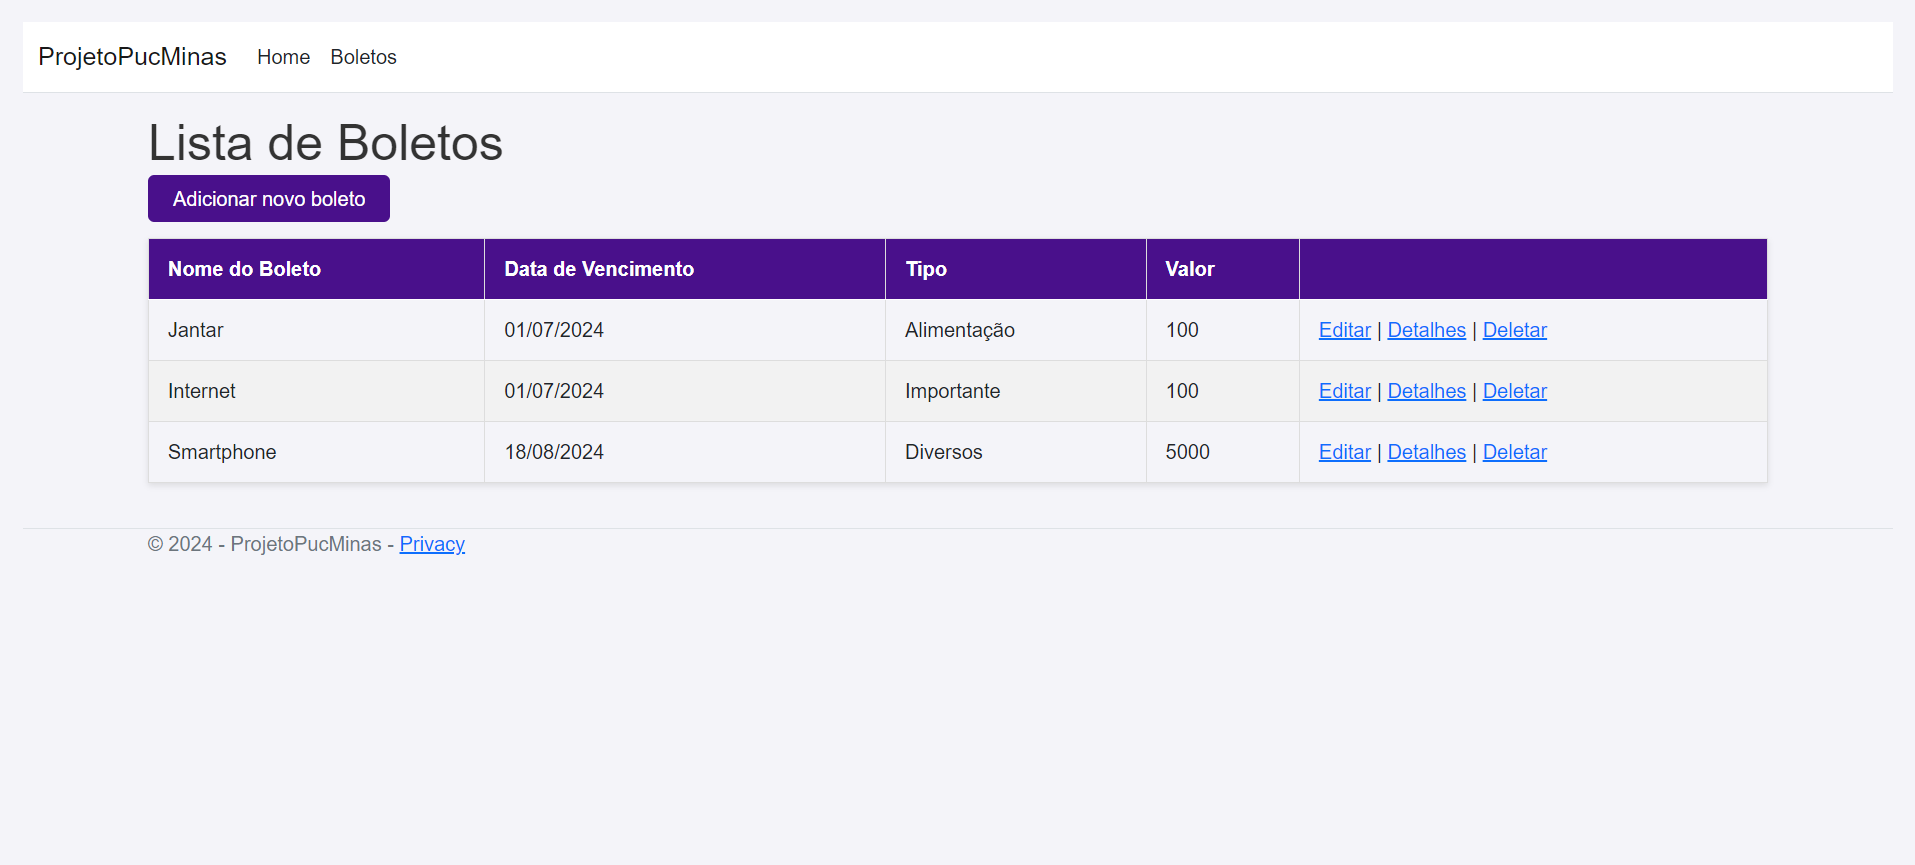 ProjetoPucMinas Home Boletos
Lista de Boletos
Adicionar novo boleto
Nome do Boleto Data de Vencimento Tipo Valor
Jantar 01/07/2024 Alimentação 100 Editar | Detalhes | Deletar
Internet 01/07/2024 Importante 100 Editar | Detalhes | Deletar
Smartphone 18/08/2024 Diversos 5000 Editar | Detalhes | Deletar
© 2024 - ProjetoPucMinas - Privacy